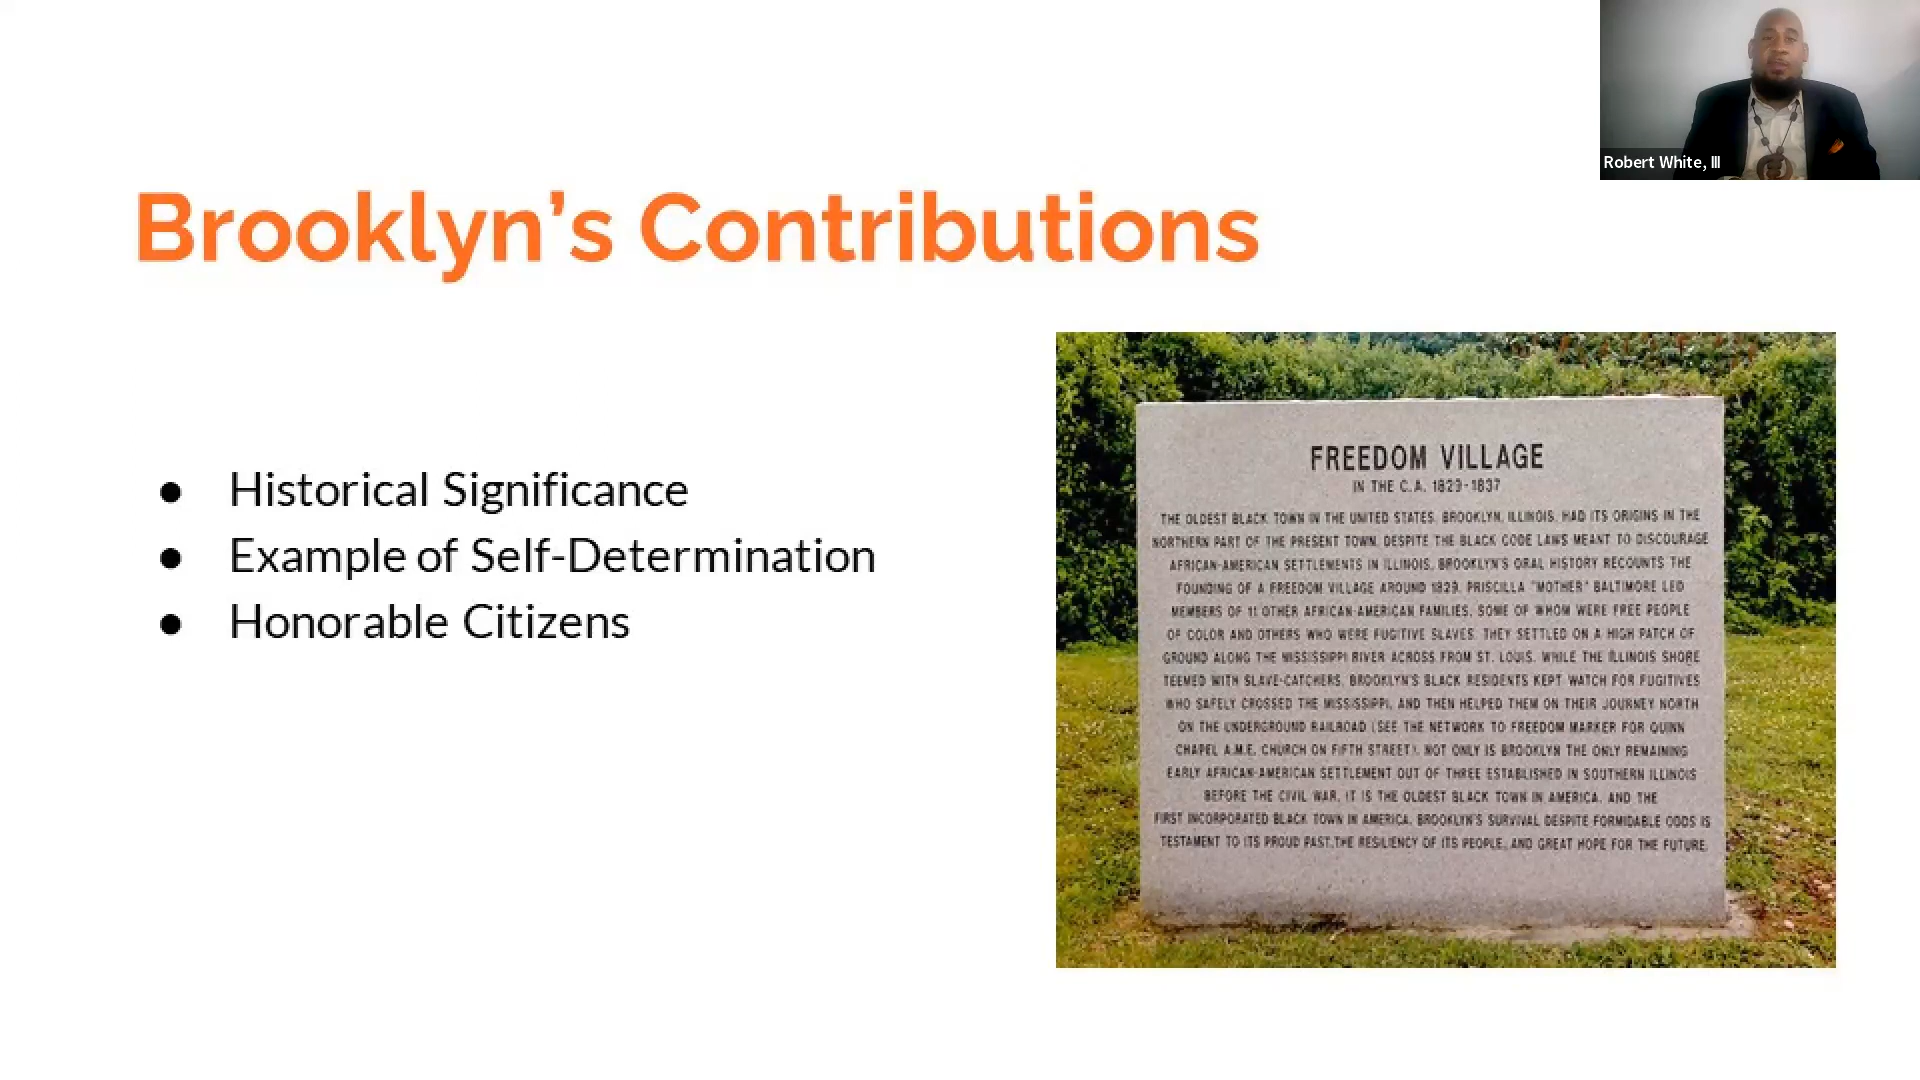 Robert White, III
Brooklyn’s Contributions
● Historical Significance
● Example of Self-Determination
● Honorable Citizens
FREEDOM VILLAGE
IN THE C.A. 1829-1837
THE OLDEST BLACK TOWN IN THE UNITED STATES, BROOKLYN, ILLINOIS, HAD ITS ORIGINS IN THE
NORTHERN PART OF THE PRESENT TOWN. DESPITE THE BLACK CODE LAWS MEANT TO DISCOURAGE
AFRICAN-AMERICAN SETTLEMENTS IN ILLINOIS, BROOKLYN'S ORAL HISTORY RECOUNTS THE
FOUNDING OF A FREEDOM VILLAGE AROUND 1829. PRISCILLA "MOTHER" BALTIMORE LED
MEMBERS OF 11 OTHER AFRICAN-AMERICAN FAMILIES, SOME OF WHOM WERE FREE PEOPLE
OF COLOR AND OTHERS WHO WERE FUGITIVE SLAVES. THEY SETTLED ON A HIGH PATCH OF
GROUND ALONG THE MISSISSIPPI RIVER ACROSS FROM ST. LOUIS. WHILE THE ILLINOIS SHORE
TEEMED WITH SLAVE-CATCHERS, BROOKLYN'S BLACK RESIDENTS KEPT WATCH FOR FUGITIVES
WHO SAFELY CROSSED THE MISSISSIPPI, AND THEN HELPED THEM ON THEIR JOURNEY NORTH
ON THE UNDERGROUND RAILROAD (SEE THE NETWORK TO FREEDOM MARKER FOR QUINN
CHAPEL A.M.E. CHURCH ON FIFTH STREET). NOT ONLY IS BROOKLYN THE ONLY REMAINING
EARLY AFRICAN-AMERICAN SETTLEMENT OUT OF THREE ESTABLISHED IN SOUTHERN ILLINOIS
BEFORE THE CIVIL WAR, IT IS THE OLDEST BLACK TOWN IN AMERICA, AND THE
FIRST INCORPORATED BLACK TOWN IN AMERICA. BROOKLYN'S SURVIVAL DESPITE FORMIDABLE ODDS IS
TESTAMENT TO ITS PROUD PAST, THE RESILIENCY OF ITS PEOPLE, AND GREAT HOPE FOR THE FUTURE.